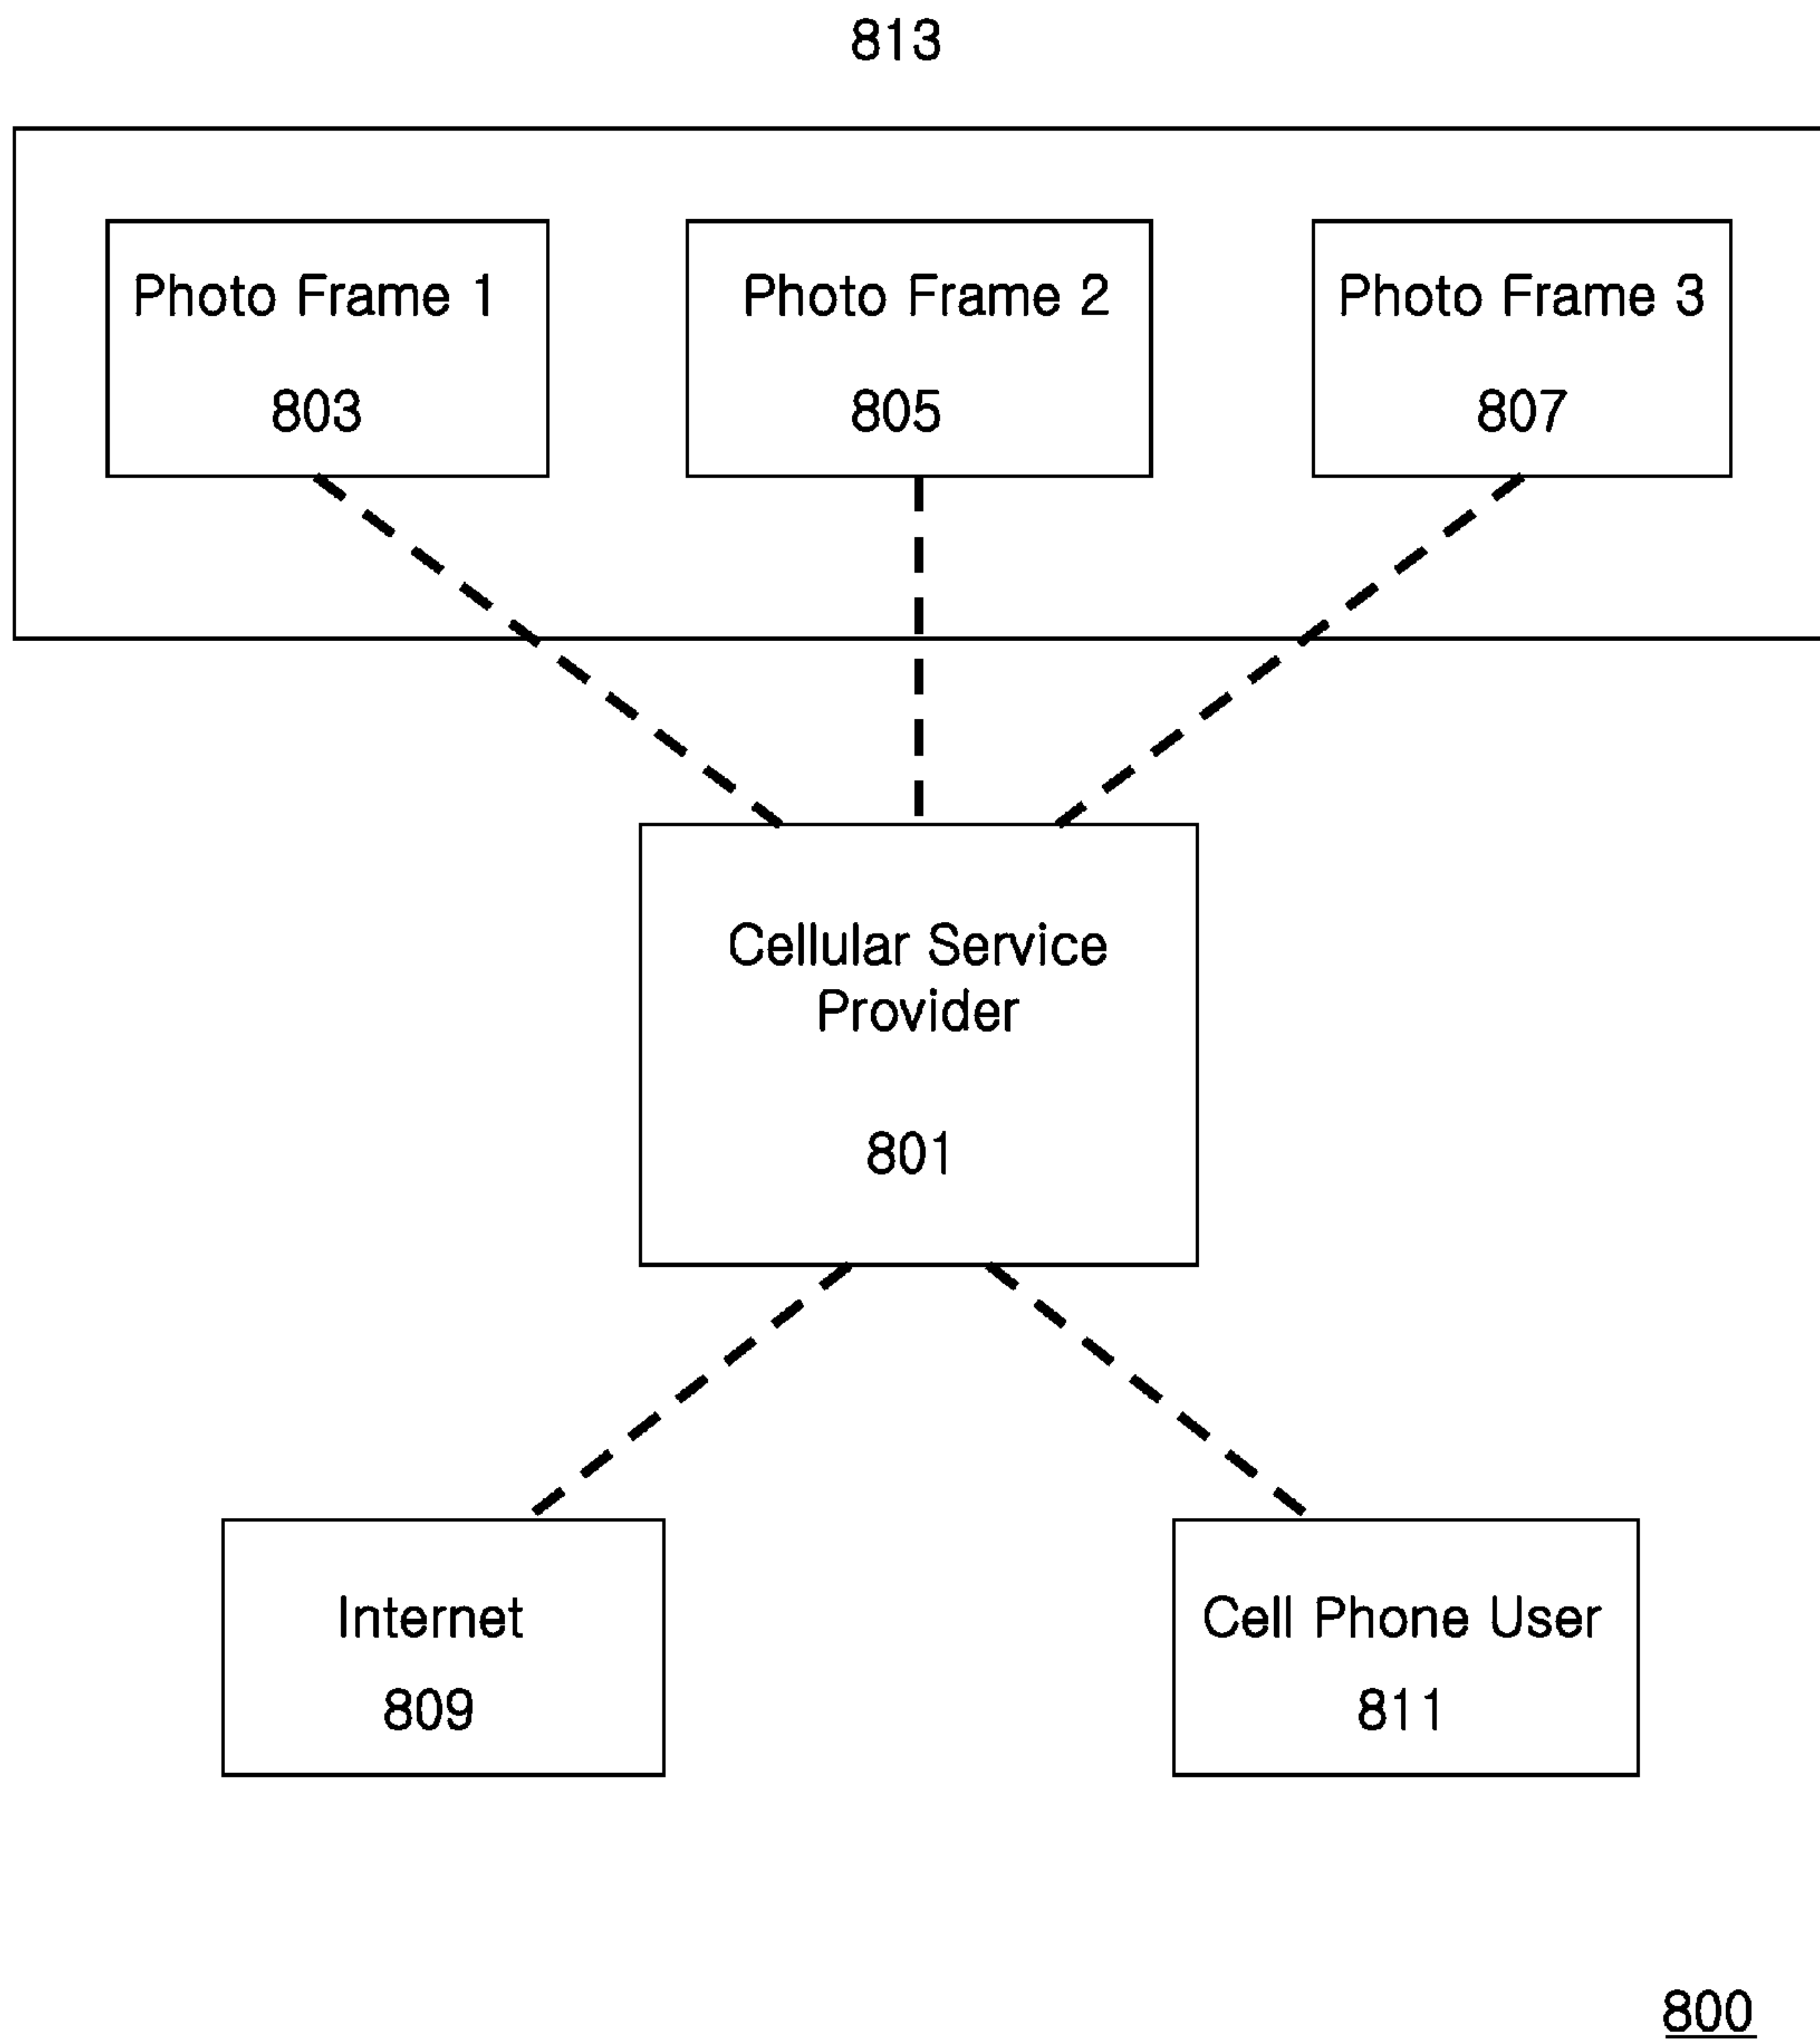 813
Photo Frame 1
803
Photo Frame 2
805
Photo Frame 3
807
Cellular Service
Provider
801
Internet
809
Cell Phone User
811
800